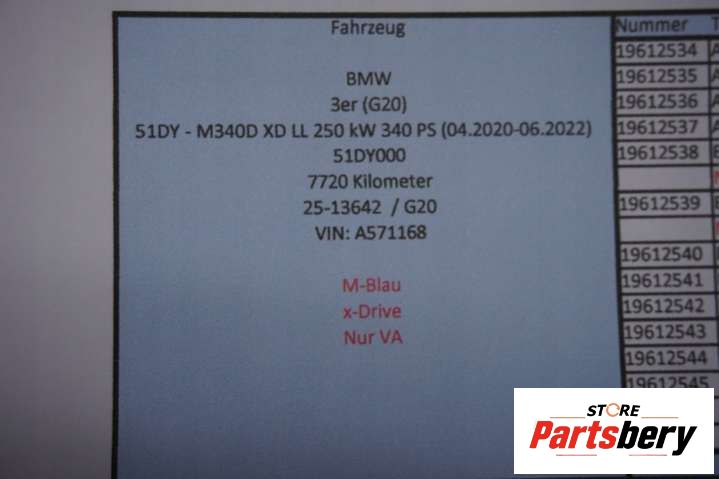 Fahrzeug
BMW
3er (G20)
51DY - M340D XD LL 250 kW 340 PS (04.2020-06.2022)
51DY000
7720 Kilometer
25-13642 / G20
VIN: A571168
M-Blau
x-Drive
Nur VA
Nummer
19612534
19612535
19612536
19612537
19612538
19612539
19612540
19612541
19612542
19612543
19612544
19612545
STORE
Partsbery